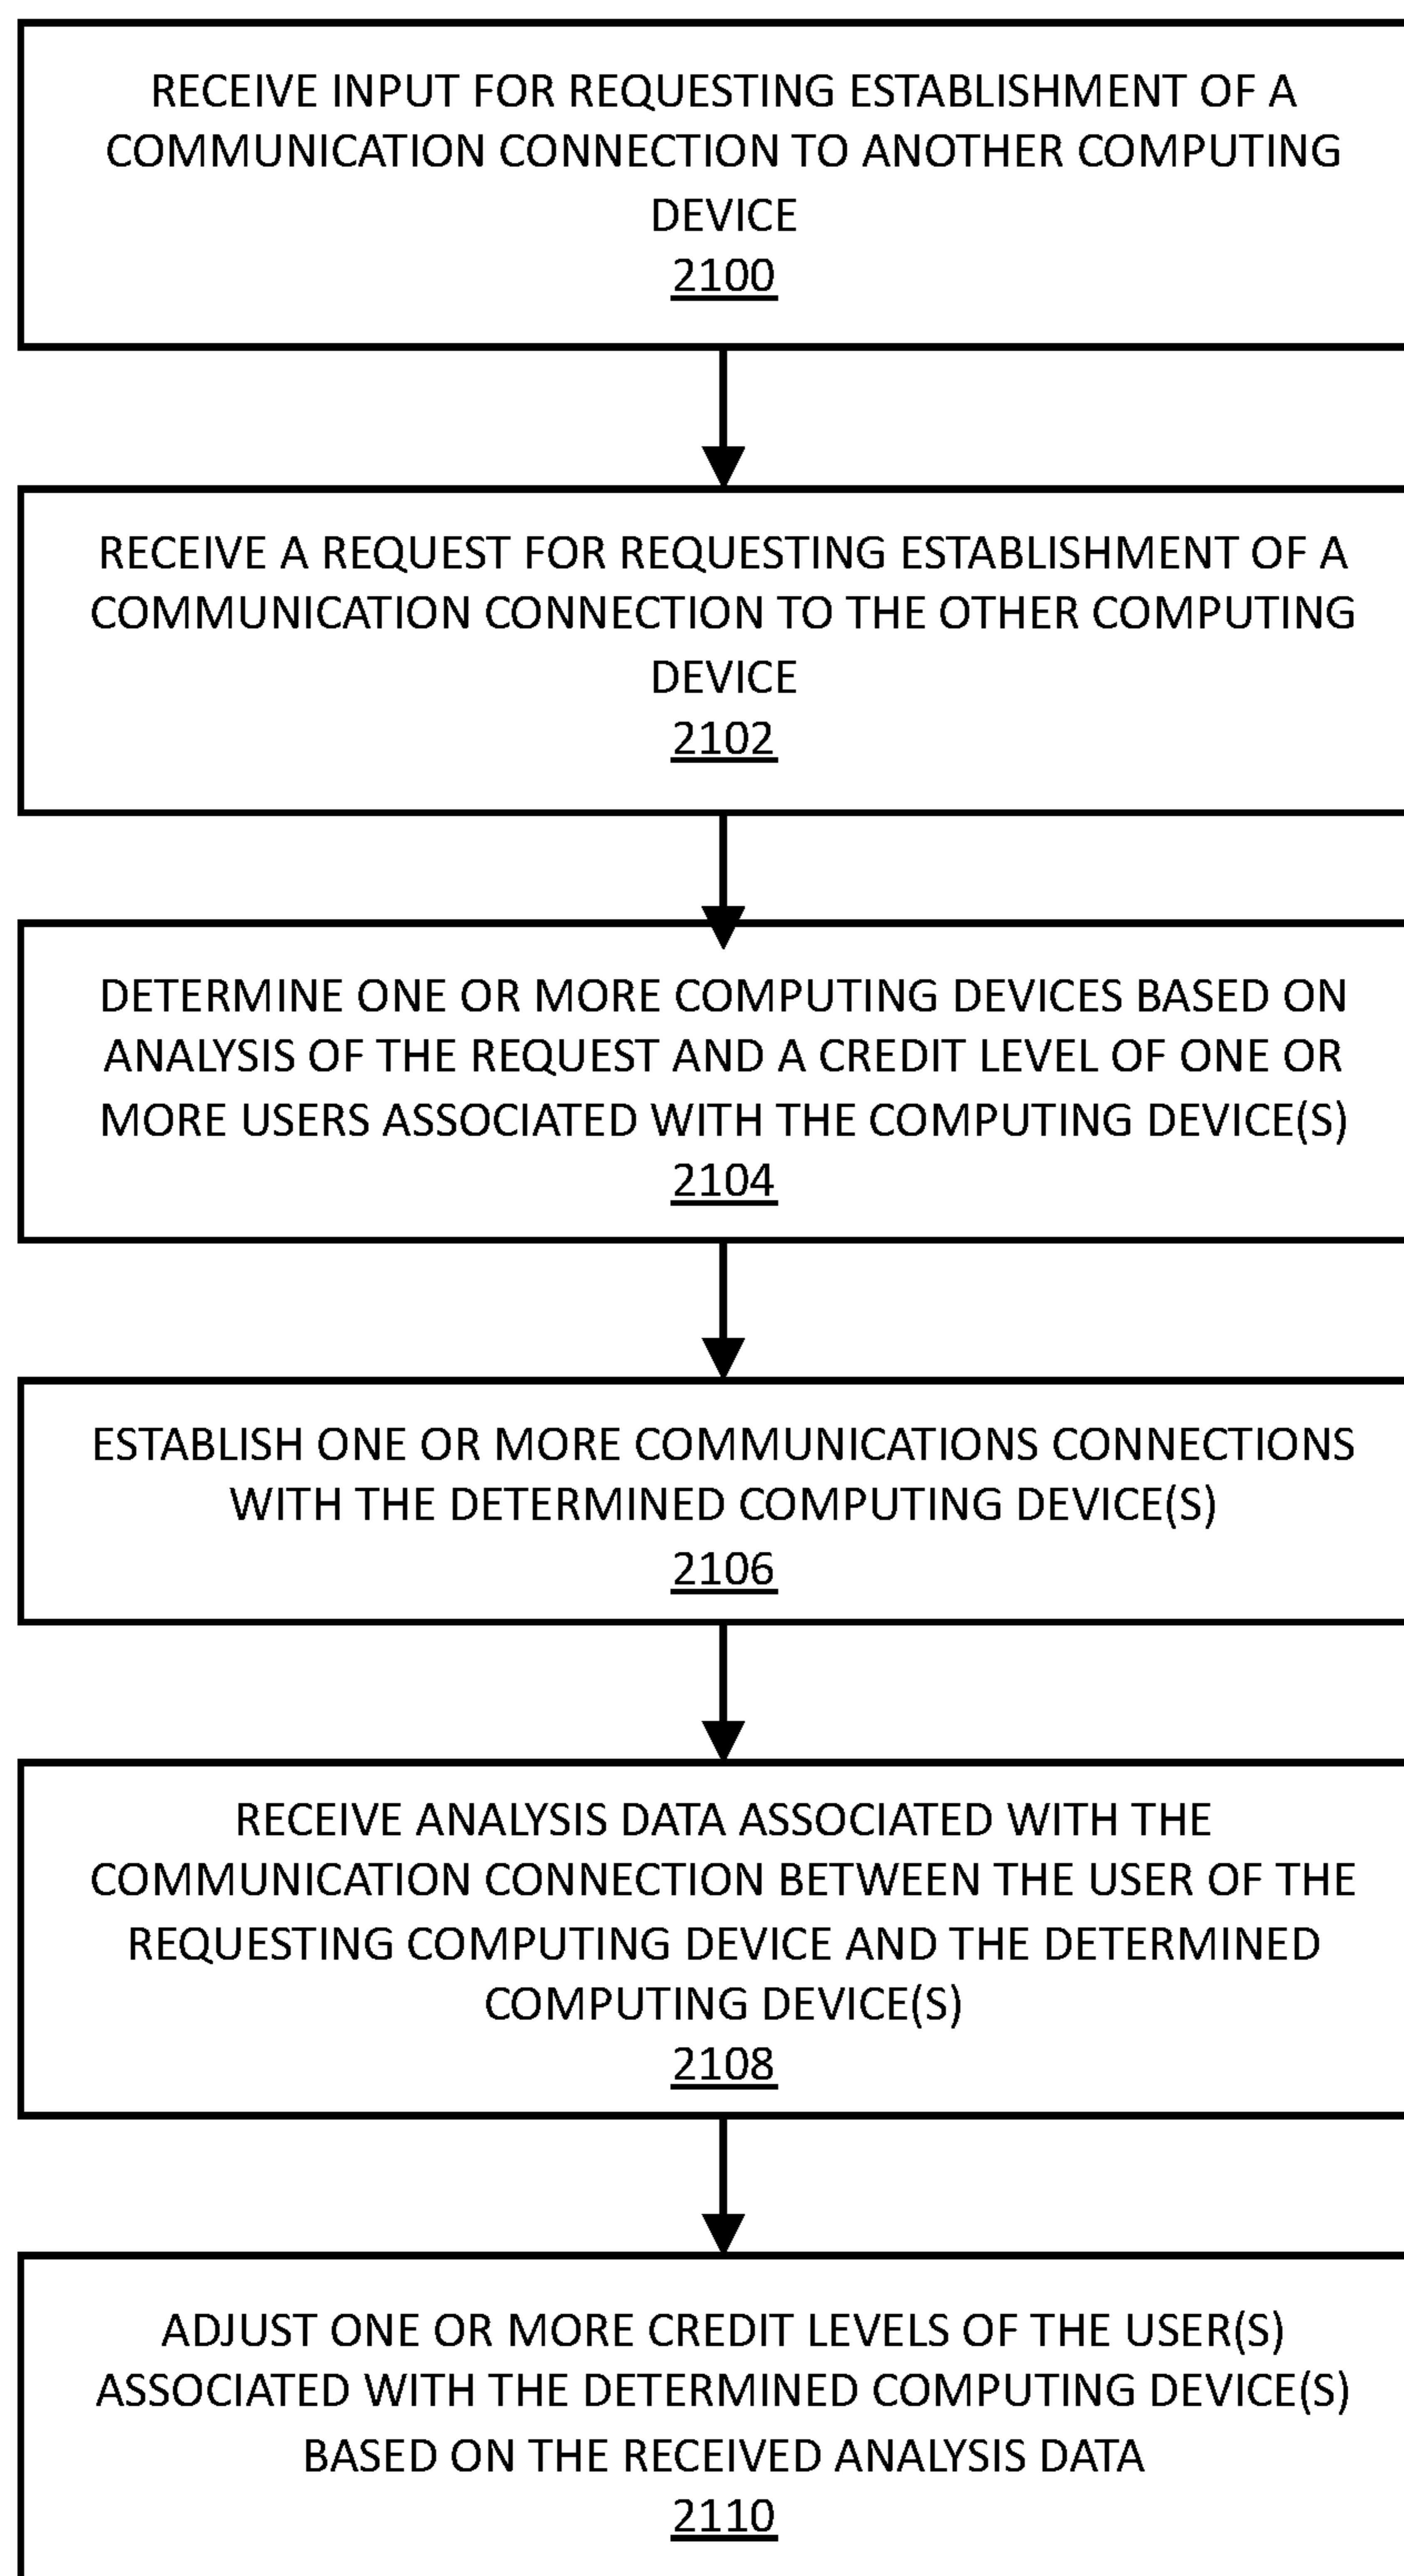 RECEIVE INPUT FOR REQUESTING ESTABLISHMENT OF A
COMMUNICATION CONNECTION TO ANOTHER COMPUTING
DEVICE
2100
RECEIVE A REQUEST FOR REQUESTING ESTABLISHMENT OF A
COMMUNICATION CONNECTION TO THE OTHER COMPUTING
DEVICE
2102
DETERMINE ONE OR MORE COMPUTING DEVICES BASED ON
ANALYSIS OF THE REQUEST AND A CREDIT LEVEL OF ONE OR
MORE USERS ASSOCIATED WITH THE COMPUTING DEVICE(S)
2104
ESTABLISH ONE OR MORE COMMUNICATIONS CONNECTIONS
WITH THE DETERMINED COMPUTING DEVICE(S)
2106
RECEIVE ANALYSIS DATA ASSOCIATED WITH THE
COMMUNICATION CONNECTION BETWEEN THE USER OF THE
REQUESTING COMPUTING DEVICE AND THE DETERMINED
COMPUTING DEVICE(S)
2108
ADJUST ONE OR MORE CREDIT LEVELS OF THE USER(S)
ASSOCIATED WITH THE DETERMINED COMPUTING DEVICE(S)
BASED ON THE RECEIVED ANALYSIS DATA
2110